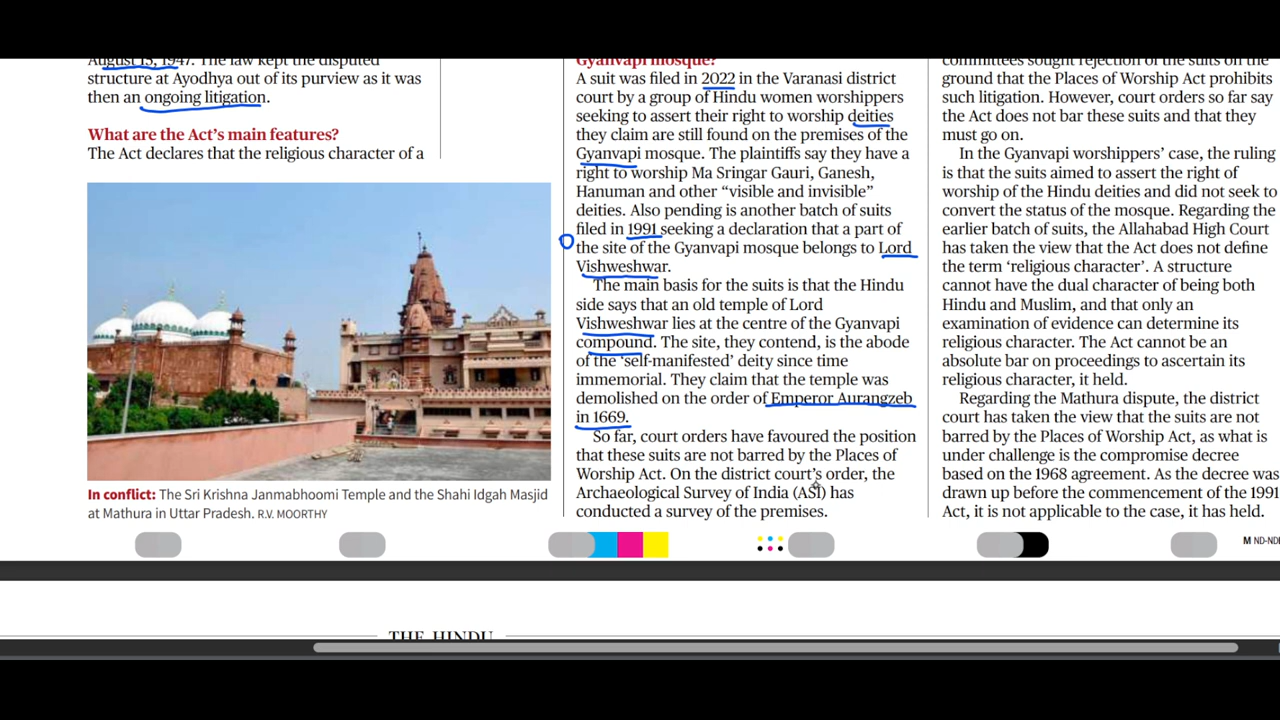 August 15, 1947. The law kept the disputed
structure at Ayodhya out of its purview as it was
then an ongoing litigation.
What are the Act's main features?
The Act declares that the religious character of a
In conflict: The Sri Krishna Janmabhoomi Temple and the Shahi Idgah Masjid
at Mathura in Uttar Pradesh. R.V. MOORTHY
Gyanvapi mosque?
A suit was filed in 2022 in the Varanasi district
court by a group of Hindu women worshippers
seeking to assert their right to worship deities
they claim are still found on the premises of the
Gyanvapi mosque. The plaintiffs say they have a
right to worship Ma Sringar Gauri, Ganesh,
Hanuman and other “visible and invisible”
deities. Also pending is another batch of suits
filed in 1991 seeking a declaration that a part of
the site of the Gyanvapi mosque belongs to Lord
Vishweshwar.
The main basis for the suits is that the Hindu
side says that an old temple of Lord
Vishweshwar lies at the centre of the Gyanvapi
compound. The site, they contend, is the abode
of the ‘self-manifested’ deity since time
immemorial. They claim that the temple was
demolished on the order of Emperor Aurangzeb
in 1669.
So far, court orders have favoured the position
that these suits are not barred by the Places of
Worship Act. On the district court’s order, the
Archaeological Survey of India (ASI) has
conducted a survey of the premises.
committees sought rejection of the suits on the
ground that the Places of Worship Act prohibits
such litigation. However, court orders so far say
the Act does not bar these suits and that they
must go on.
In the Gyanvapi worshippers’ case, the ruling
is that the suits aimed to assert the right of
worship of the Hindu deities and did not seek to
convert the status of the mosque. Regarding the
earlier batch of suits, the Allahabad High Court
has taken the view that the Act does not define
the term ‘religious character’. A structure
cannot have the dual character of being both
Hindu and Muslim, and that only an
examination of evidence can determine its
religious character. The Act cannot be an
absolute bar on proceedings to ascertain its
religious character, it held.
Regarding the Mathura dispute, the district
court has taken the view that the suits are not
barred by the Places of Worship Act, as what is
under challenge is the compromise decree
based on the 1968 agreement. As the decree was
drawn up before the commencement of the 1991
Act, it is not applicable to the case, it has held.
M ND-NDE
THE HINDU